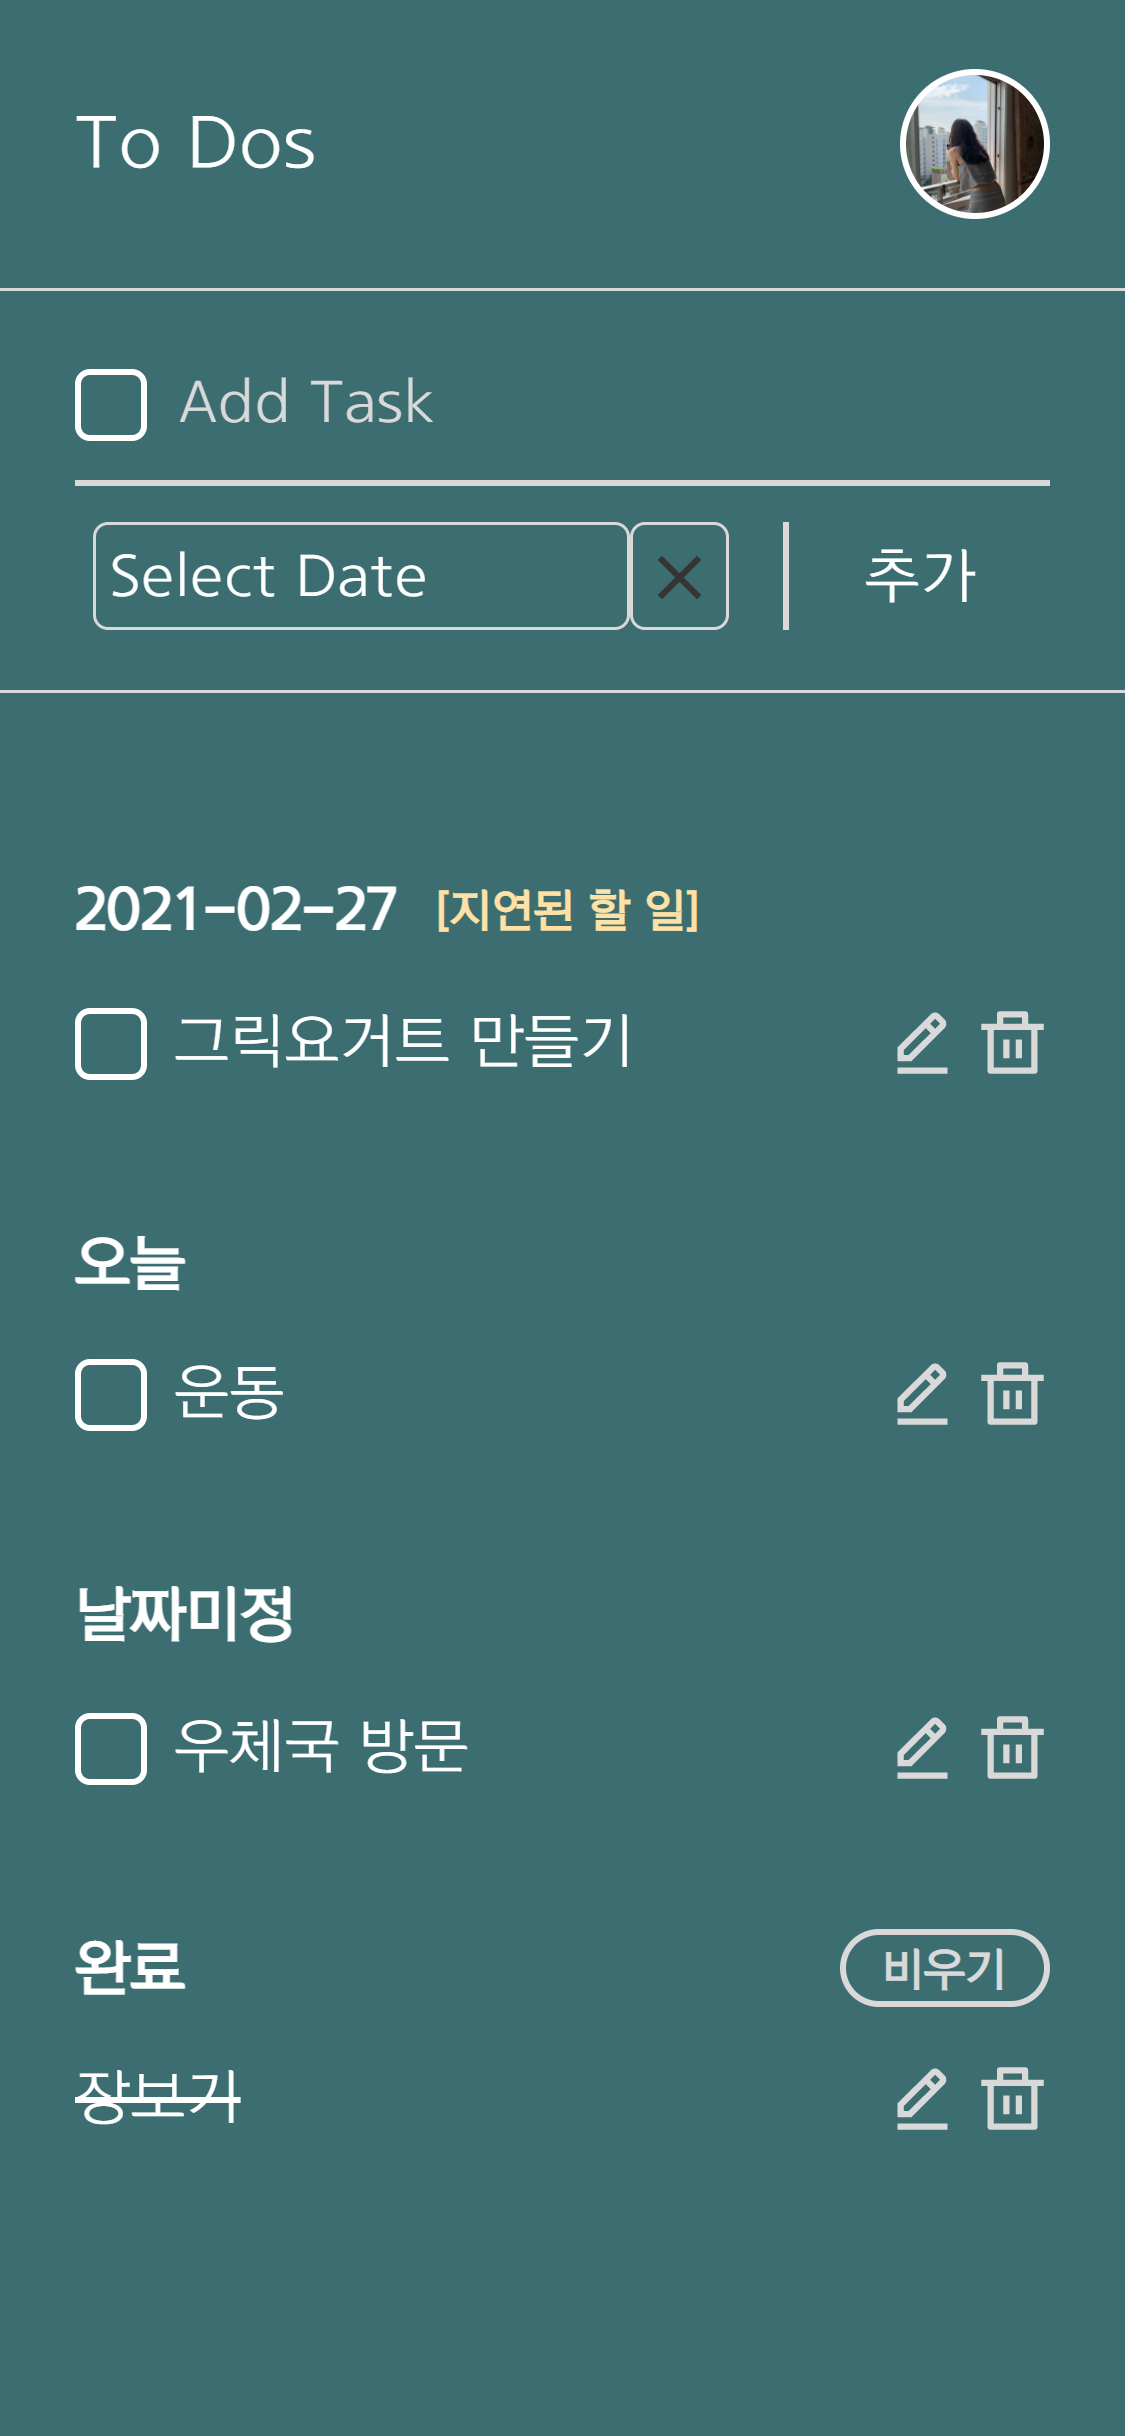 To Dos
Add Task
Select Date
추가
2021-02-27 [지연된 할 일]
그릭요거트 만들기
오늘
운동
날짜미정
우체국 방문
완료
비우기
장보기